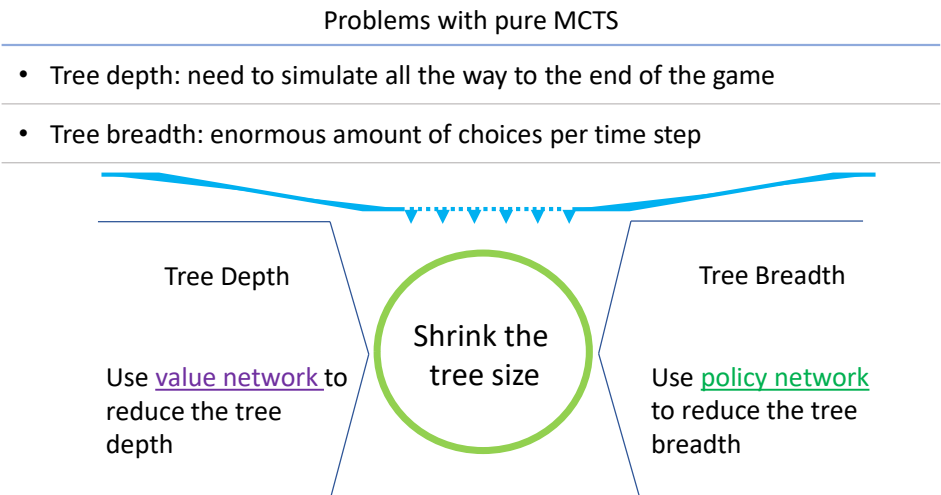 Problems with pure MCTS
• Tree depth: need to simulate all the way to the end of the game
• Tree breadth: enormous amount of choices per time step
Tree Depth
Use value network to
reduce the tree
depth
Shrink the
tree size
Tree Breadth
Use policy network
to reduce the tree
breadth